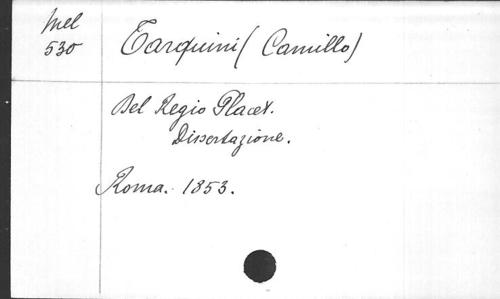 Mel
530
Tarquini (Camillo)
Del Regio Placet.
Dissertazione.
Roma. 1853.